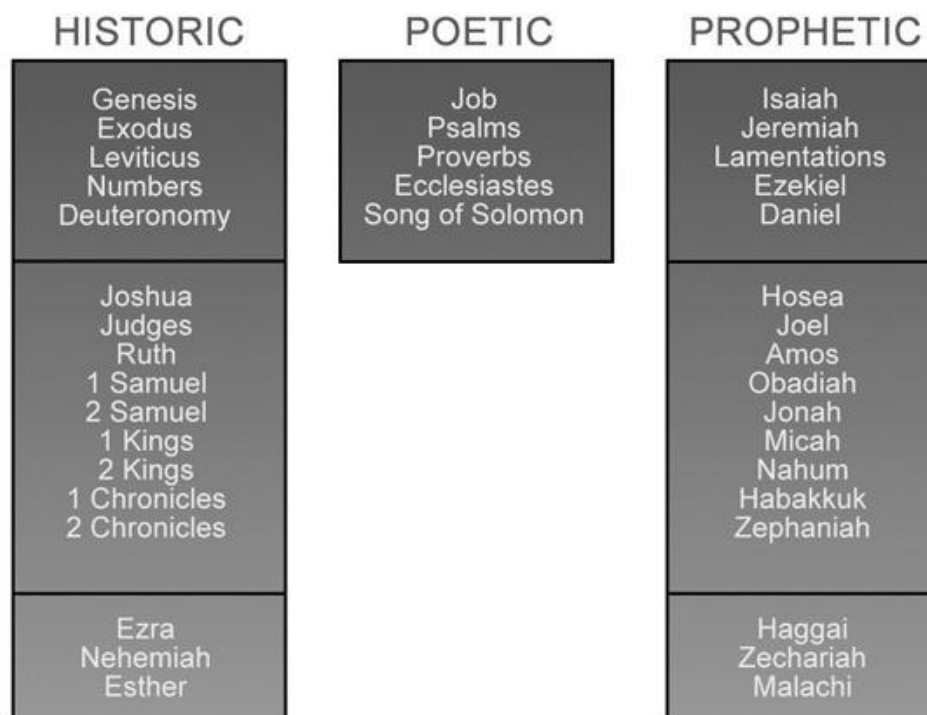 HISTORIC
Genesis
Exodus
Leviticus
Numbers
Deuteronomy
Joshua
Judges
Ruth
1 Samuel
2 Samuel
1 Kings
2 Kings
1 Chronicles
2 Chronicles
Ezra
Nehemiah
Esther
POETIC
Job
Psalms
Proverbs
Ecclesiastes
Song of Solomon
PROPHETIC
Isaiah
Jeremiah
Lamentations
Ezekiel
Daniel
Hosea
Joel
Amos
Obadiah
Jonah
Micah
Nahum
Habakkuk
Zephaniah
Haggai
Zechariah
Malachi